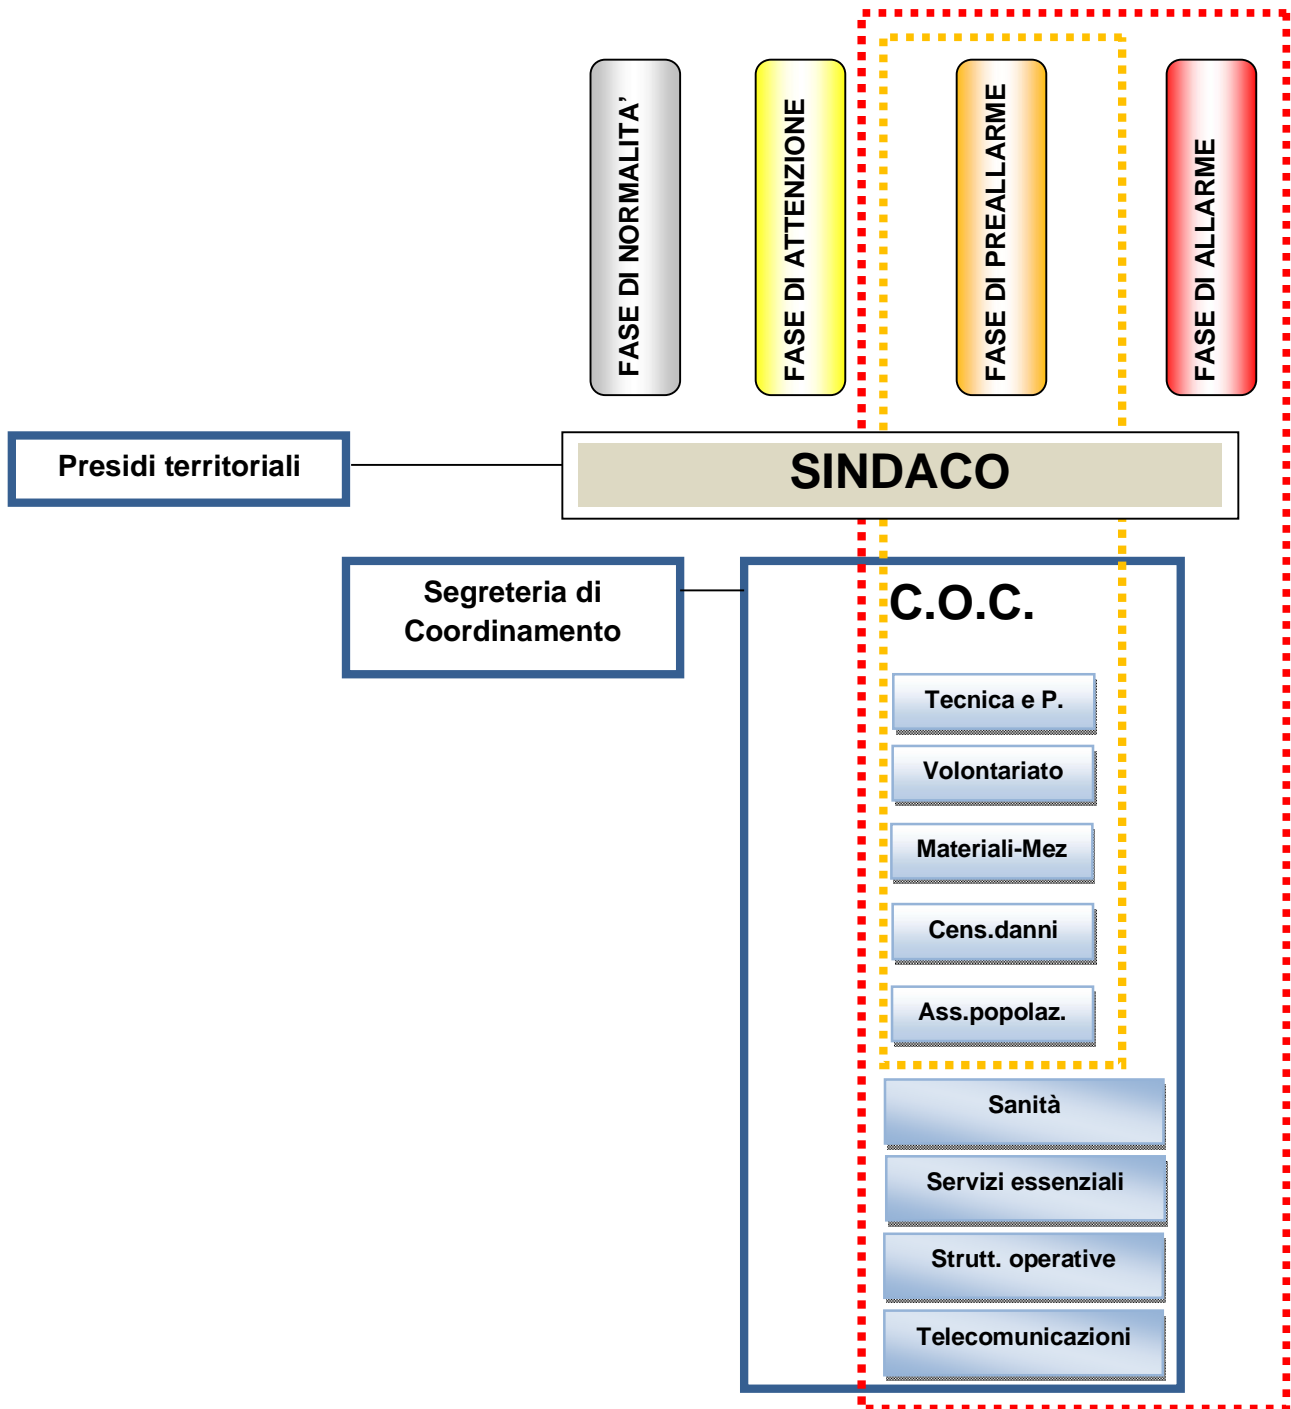 FASE DI NORMALITA’
FASE DI ATTENZIONE
FASE DI PREALLARME
FASE DI ALLARME
Presidi territoriali
SINDACO
Segreteria di
Coordinamento
C.O.C.
Tecnica e P.
Volontariato
Materiali-Mez
Cens.danni
Ass.popolaz.
Sanità
Servizi essenziali
Strutt. operative
Telecomunicazioni